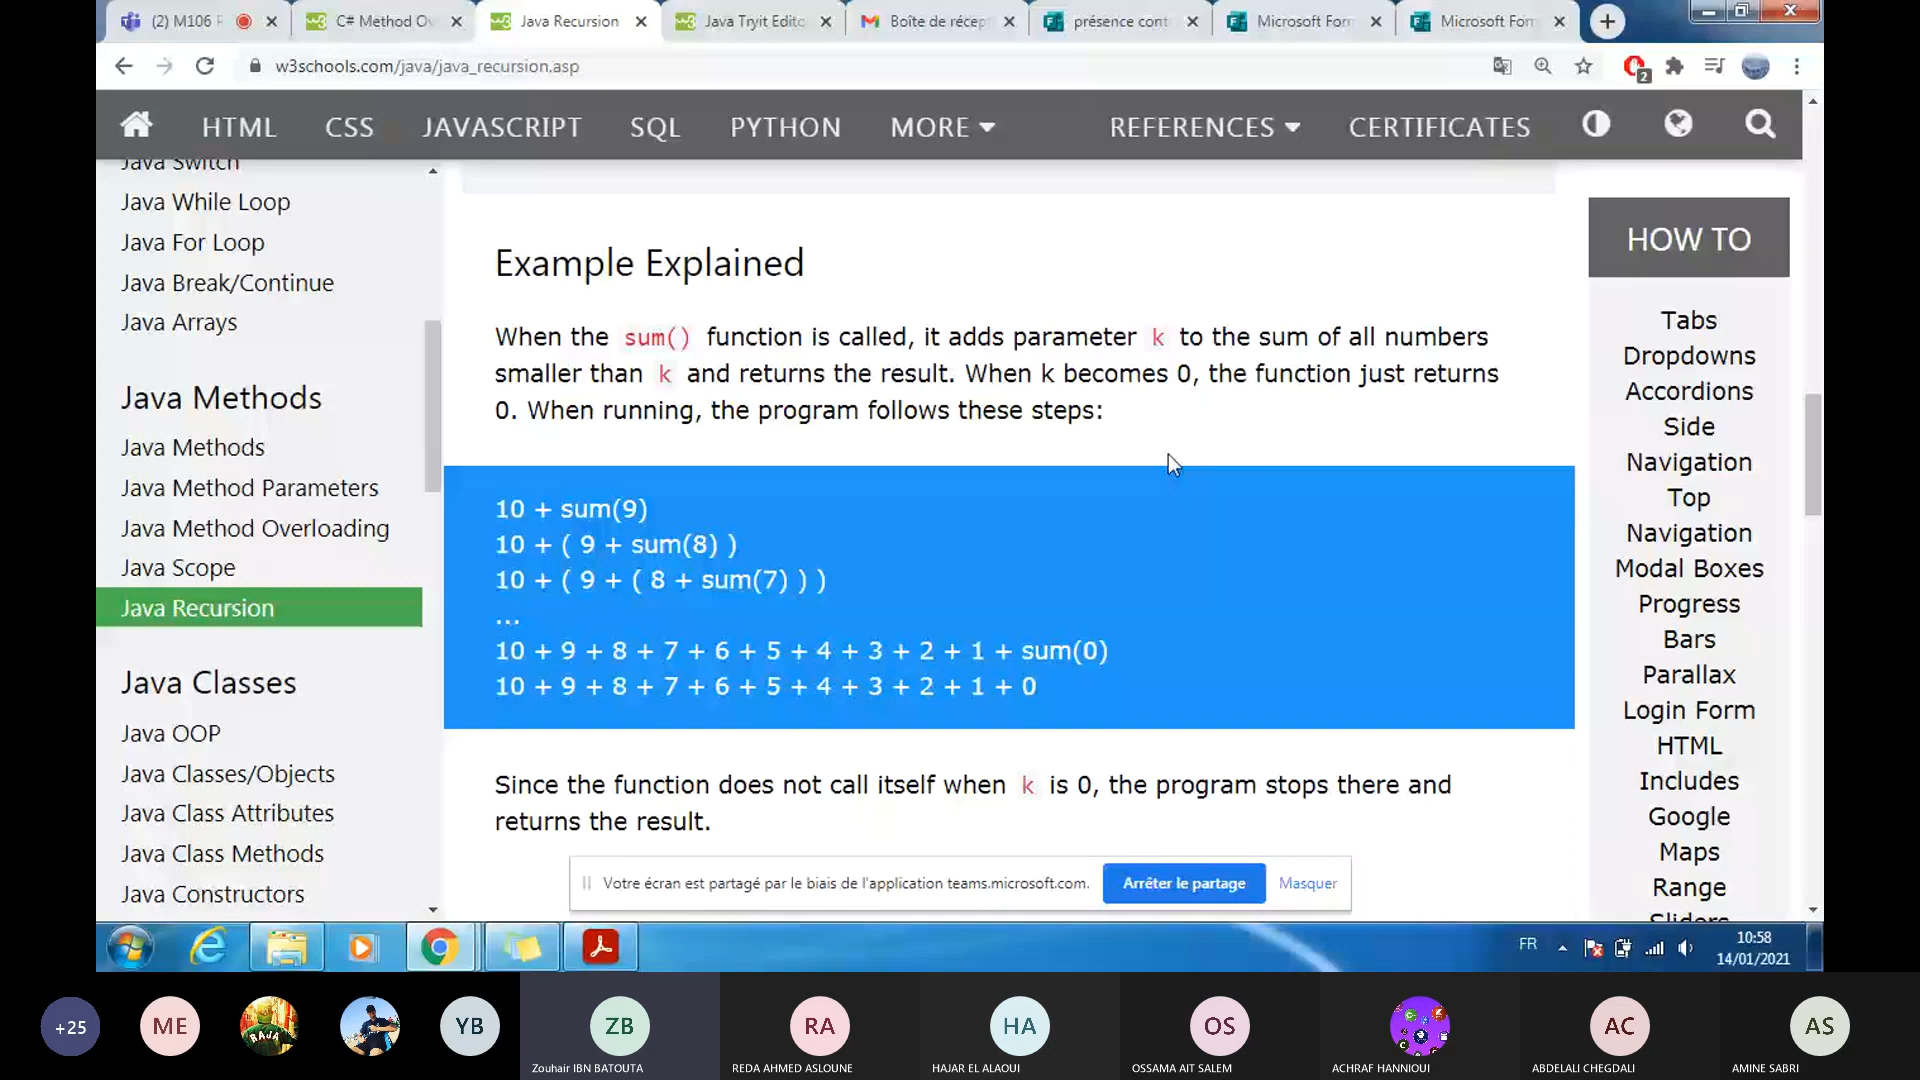 (2) M106 F
C# Method Ov
Java Recursion
Java Tryit Edito
Boîte de récep
présence cont
Microsoft For
Microsoft For
w3schools.com/java/java_recursion.asp
2
HTML
CSS
JAVASCRIPT
SQL
PYTHON
MORE
REFERENCES
CERTIFICATES
Java Switch
Java While Loop
Java For Loop
Java Break/Continue
Java Arrays
Java Methods
Java Methods
Java Method Parameters
Java Method Overloading
Java Scope
Java Recursion
Java Classes
Java OOP
Java Classes/Objects
Java Class Attributes
Java Class Methods
Java Constructors
Example Explained
When the sum() function is called, it adds parameter k to the sum of all numbers
smaller than k and returns the result. When k becomes 0, the function just returns
0. When running, the program follows these steps:
10 + sum(9)
10 + ( 9 + sum(8) )
10 + ( 9 + ( 8 + sum(7) ) )
...
10 + 9 + 8 + 7 + 6 + 5 + 4 + 3 + 2 + 1 + sum(0)
10 + 9 + 8 + 7 + 6 + 5 + 4 + 3 + 2 + 1 + 0
Since the function does not call itself when k is 0, the program stops there and
returns the result.
HOW TO
Tabs
Dropdowns
Accordions
Side
Navigation
Top
Navigation
Modal Boxes
Progress
Bars
Parallax
Login Form
HTML
Includes
Google
Maps
Range
Sliders
Votre écran est partagé par le biais de l'application teams.microsoft.com.
Arrêter le partage
Masquer
FR
10:58
14/01/2021
+25
ME
RAJA
YB
ZB
RA
HA
OS
AC
AS
Zouhair IBN BATOUTA
REDA AHMED ASLOUNE
HAJAR EL ALAOUI
OSSAMA AIT SALEM
ACHRAF HANNIOUI
ABDELALI CHEGDALI
AMINE SABRI